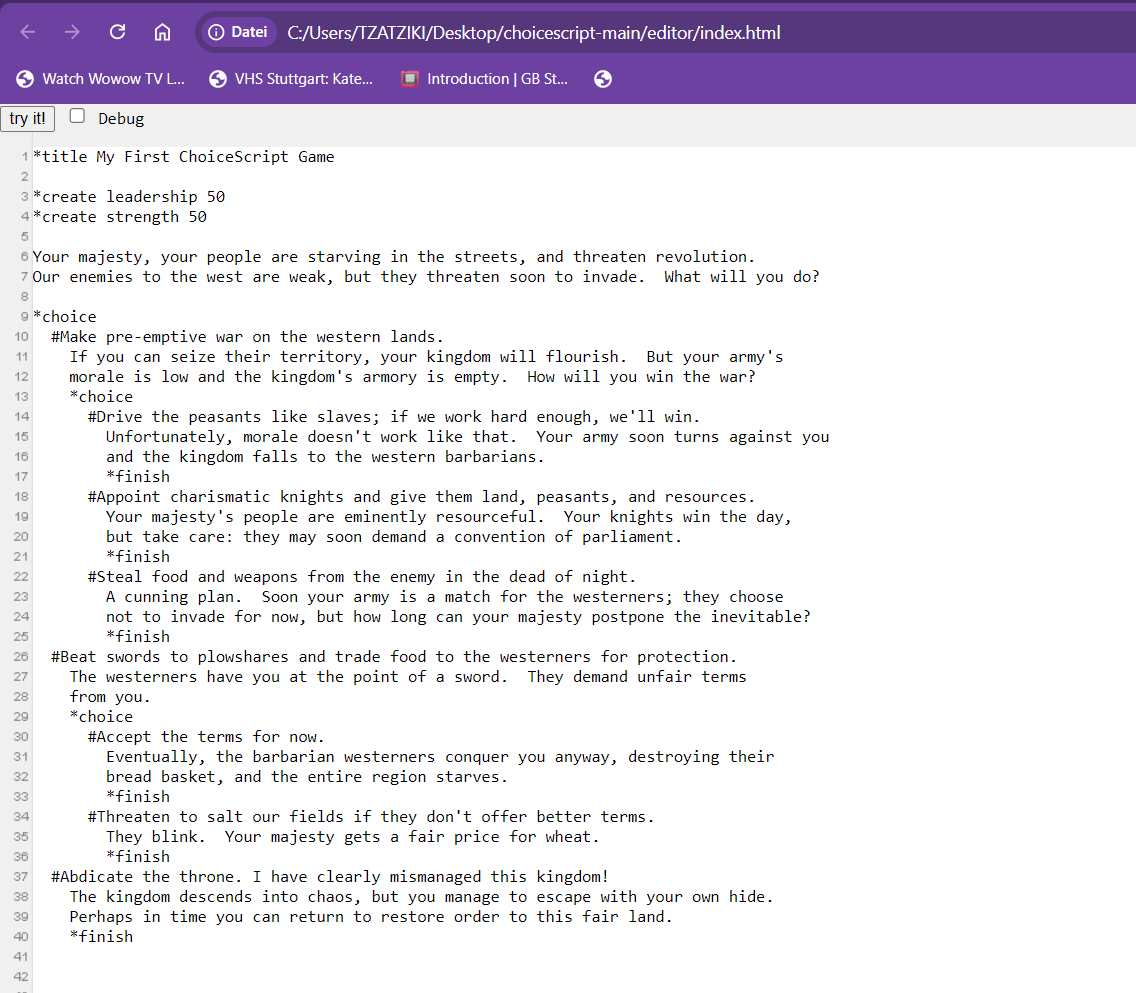 Datei C:/Users/TZATZIKI/Desktop/choicescript-main/editor/index.html
Watch Wowow TV L... VHS Stuttgart: Kate... Introduction | GB St...
try it! Debug
1 *title My First ChoiceScript Game
2
3 *create leadership 50
4 *create strength 50
5
6 Your majesty, your people are starving in the streets, and threaten revolution.
7 Our enemies to the west are weak, but they threaten soon to invade.  What will you do?
8
9 *choice
10   #Make pre-emptive war on the western lands.
11     If you can seize their territory, your kingdom will flourish.  But your army's
12     morale is low and the kingdom's armory is empty.  How will you win the war?
13     *choice
14       #Drive the peasants like slaves; if we work hard enough, we'll win.
15         Unfortunately, morale doesn't work like that.  Your army soon turns against you
16         and the kingdom falls to the western barbarians.
17         *finish
18       #Appoint charismatic knights and give them land, peasants, and resources.
19         Your majesty's people are eminently resourceful.  Your knights win the day,
20         but take care: they may soon demand a convention of parliament.
21         *finish
22       #Steal food and weapons from the enemy in the dead of night.
23         A cunning plan.  Soon your army is a match for the westerners; they choose
24         not to invade for now, but how long can your majesty postpone the inevitable?
25         *finish
26   #Beat swords to plowshares and trade food to the westerners for protection.
27     The westerners have you at the point of a sword.  They demand unfair terms
28     from you.
29     *choice
30       #Accept the terms for now.
31         Eventually, the barbarian westerners conquer you anyway, destroying their
32         bread basket, and the entire region starves.
33         *finish
34       #Threaten to salt our fields if they don't offer better terms.
35         They blink.  Your majesty gets a fair price for wheat.
36         *finish
37   #Abdicate the throne. I have clearly mismanaged this kingdom!
38     The kingdom descends into chaos, but you manage to escape with your own hide.
39     Perhaps in time you can return to restore order to this fair land.
40     *finish
41
42